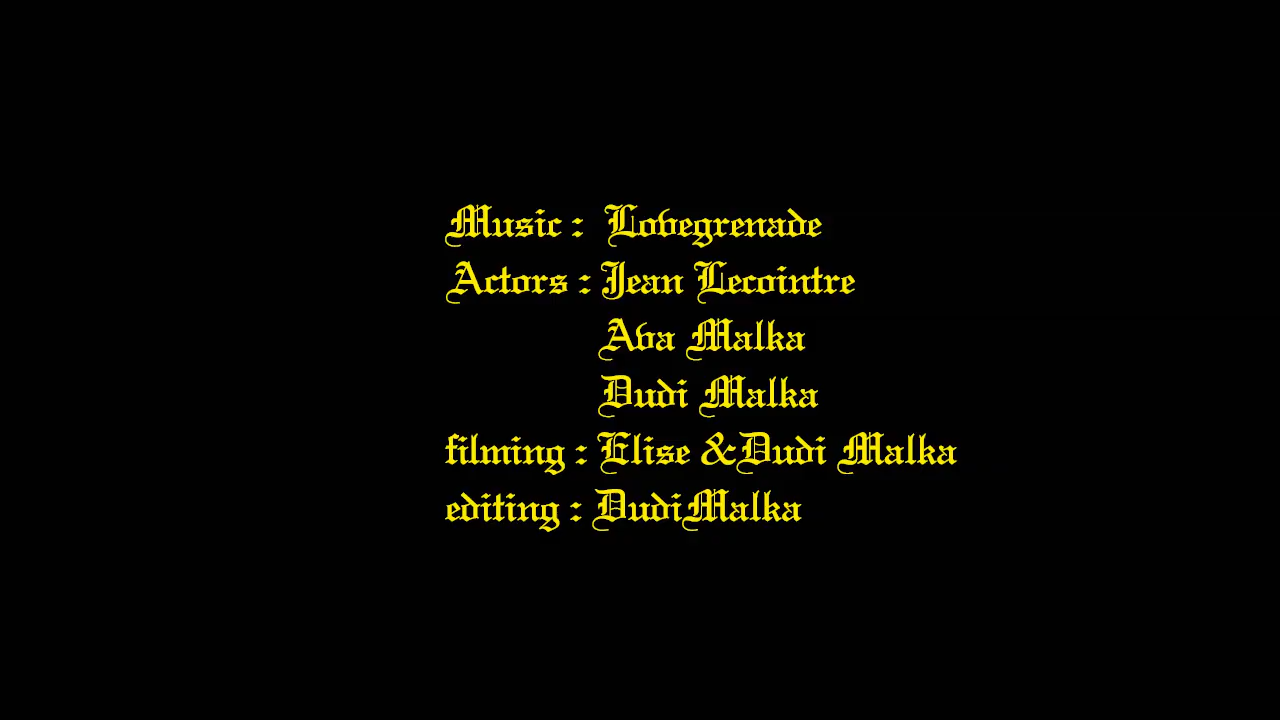 Music : Lovegrenade
Actors : Jean Lecointre
Ava Malka
Dudi Malka
filming : Elise &Dudi Malka
editing : DudiMalka